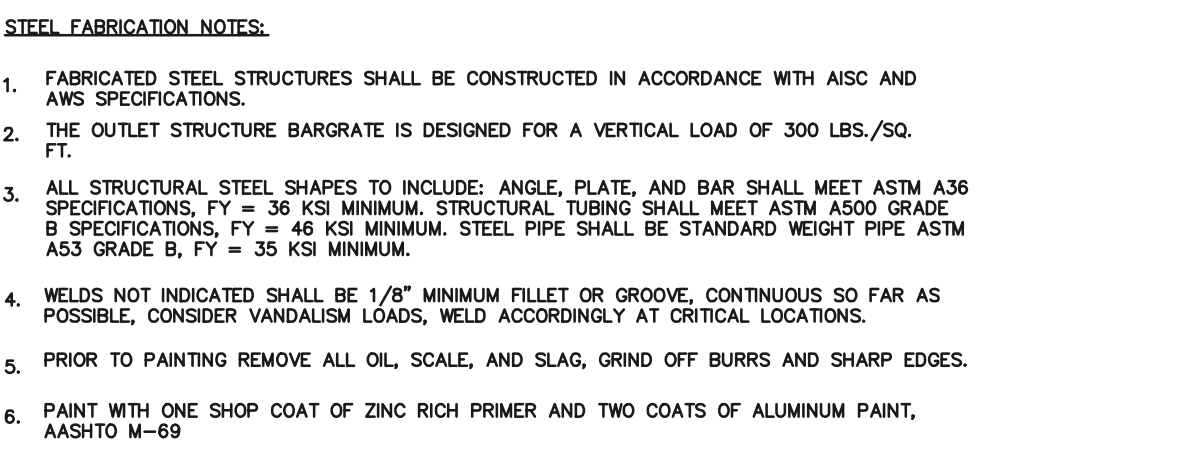 STEEL FABRICATION NOTES:
1. FABRICATED STEEL STRUCTURES SHALL BE CONSTRUCTED IN ACCORDANCE WITH AISC AND
AWS SPECIFICATIONS.
2. THE OUTLET STRUCTURE BARGRATE IS DESIGNED FOR A VERTICAL LOAD OF 300 LBS./SQ.
FT.
3. ALL STRUCTURAL STEEL SHAPES TO INCLUDE: ANGLE, PLATE, AND BAR SHALL MEET ASTM A36
SPECIFICATIONS, FY = 36 KSI MINIMUM. STRUCTURAL TUBING SHALL MEET ASTM A500 GRADE
B SPECIFICATIONS, FY = 46 KSI MINIMUM. STEEL PIPE SHALL BE STANDARD WEIGHT PIPE ASTM
A53 GRADE B, FY = 35 KSI MINIMUM.
4. WELDS NOT INDICATED SHALL BE 1/8" MINIMUM FILLET OR GROOVE, CONTINUOUS SO FAR AS
POSSIBLE, CONSIDER VANDALISM LOADS, WELD ACCORDINGLY AT CRITICAL LOCATIONS.
5. PRIOR TO PAINTING REMOVE ALL OIL, SCALE, AND SLAG, GRIND OFF BURRS AND SHARP EDGES.
6. PAINT WITH ONE SHOP COAT OF ZINC RICH PRIMER AND TWO COATS OF ALUMINUM PAINT,
AASHTO M-69